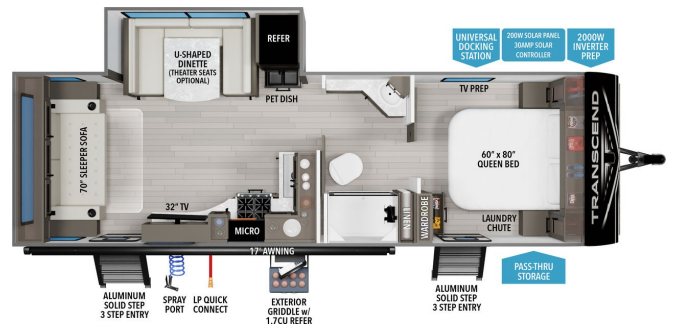 UNIVERSAL
DOCKING
STATION
200W SOLAR PANEL
30AMP SOLAR
CONTROLLER
2000W
INVERTER
PREP
REFER
U-SHAPED
DINETTE
(THEATER SEATS
OPTIONAL)
PET DISH
TV PREP
70" SLEEPER SOFA
60" x 80"
QUEEN BED
TRANSCEND
32" TV
MICRO
LINEN
WARDROBE
LAUNDRY
CHUTE
17' AWNING
PASS-THRU
STORAGE
ALUMINUM
SOLID STEP
3 STEP ENTRY
SPRAY
PORT
LP QUICK
CONNECT
EXTERIOR
GRIDDLE w/
1.7CU REFER
ALUMINUM
SOLID STEP
3 STEP ENTRY